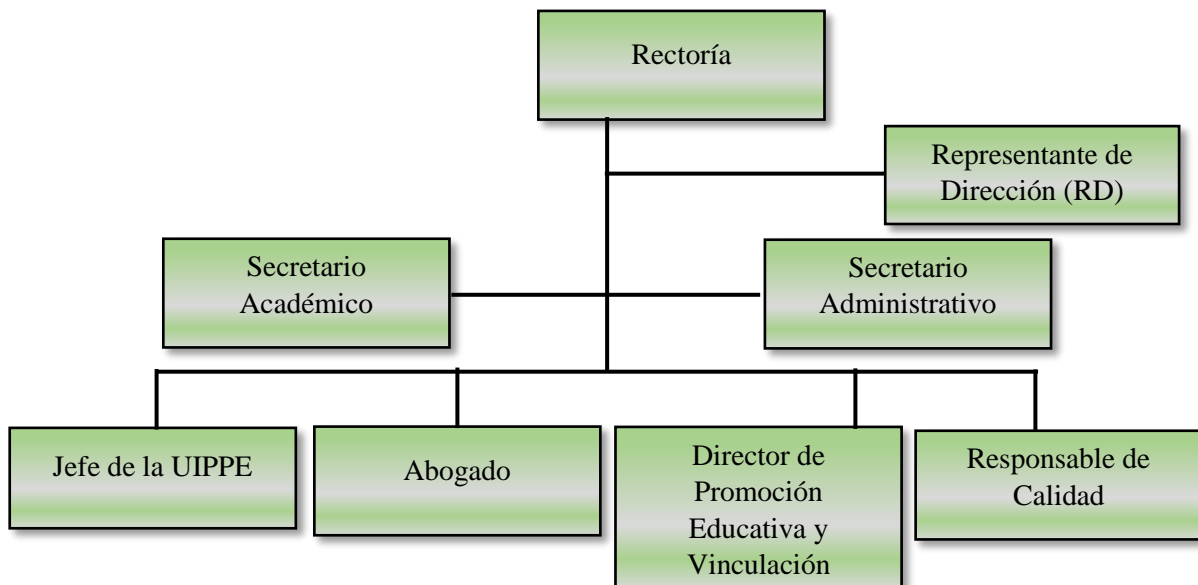 Rectoría
Representante de
Dirección (RD)
Secretario
Académico
Secretario
Administrativo
Jefe de la UIPPE
Abogado
Director de
Promoción
Educativa y
Vinculación
Responsable de
Calidad